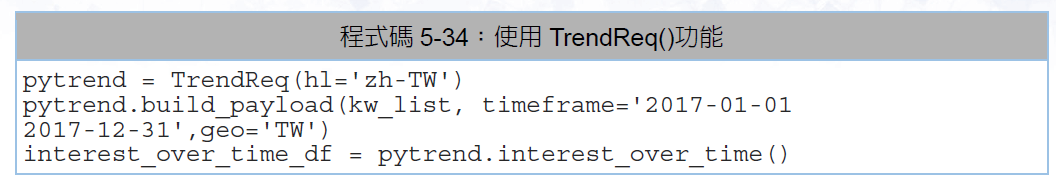 程式碼 5-34：使用 TrendReq()功能
pytrend = TrendReq(hl='zh-TW')
pytrend.build_payload(kw_list, timeframe='2017-01-01
2017-12-31',geo='TW')
interest_over_time_df = pytrend.interest_over_time()